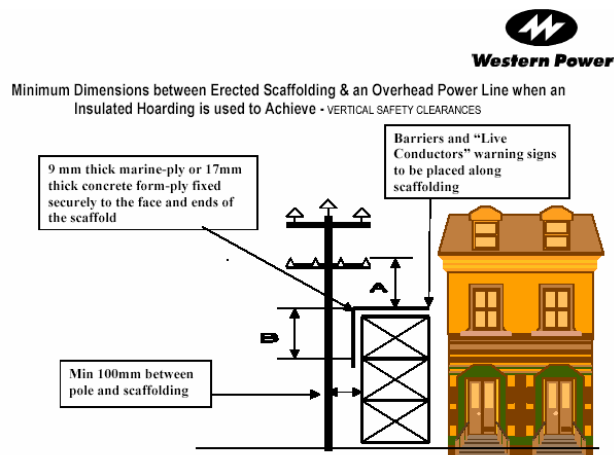 Western Power
Minimum Dimensions between Erected Scaffolding & an Overhead Power Line when an
Insulated Hoarding is used to Achieve - VERTICAL SAFETY CLEARANCES
Barriers and “Live
Conductors” warning signs
to be placed along
scaffolding
9 mm thick marine-ply or 17mm
thick concrete form-ply fixed
securely to the face and ends of
the scaffold
A
B
Min 100mm between
pole and scaffolding